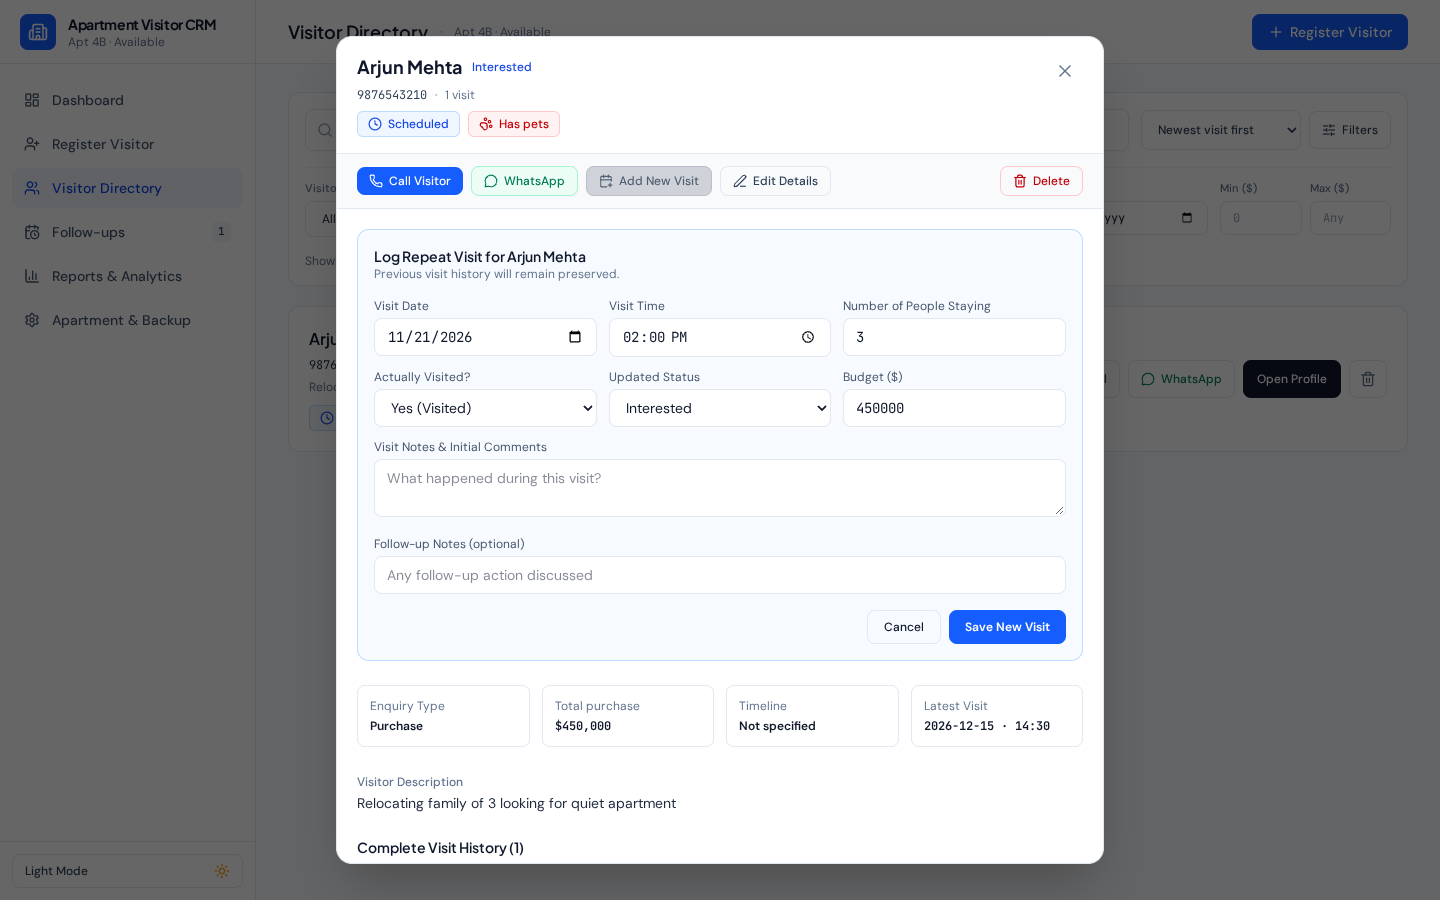 Apartment Visitor CRM
Apt 4B · Available
Dashboard
Register Visitor
Visitor Directory
Follow-ups
1
Reports & Analytics
Apartment & Backup
Light Mode
Visitor Directory · Apt 4B · Available
Register Visitor
Newest visit first
Filters
Min ($)
Max ($)
0
Any
WhatsApp
Open Profile
Arjun Mehta Interested
9876543210 · 1 visit
Scheduled
Has pets
Call Visitor
WhatsApp
Add New Visit
Edit Details
Delete
Log Repeat Visit for Arjun Mehta
Previous visit history will remain preserved.
Visit Date
Visit Time
Number of People Staying
11/21/2026
02:00 PM
3
Actually Visited?
Updated Status
Budget ($)
Yes (Visited)
Interested
450000
Visit Notes & Initial Comments
What happened during this visit?
Follow-up Notes (optional)
Any follow-up action discussed
Cancel
Save New Visit
Enquiry Type
Purchase
Total purchase
$450,000
Timeline
Not specified
Latest Visit
2026-12-15 · 14:30
Visitor Description
Relocating family of 3 looking for quiet apartment
Complete Visit History (1)